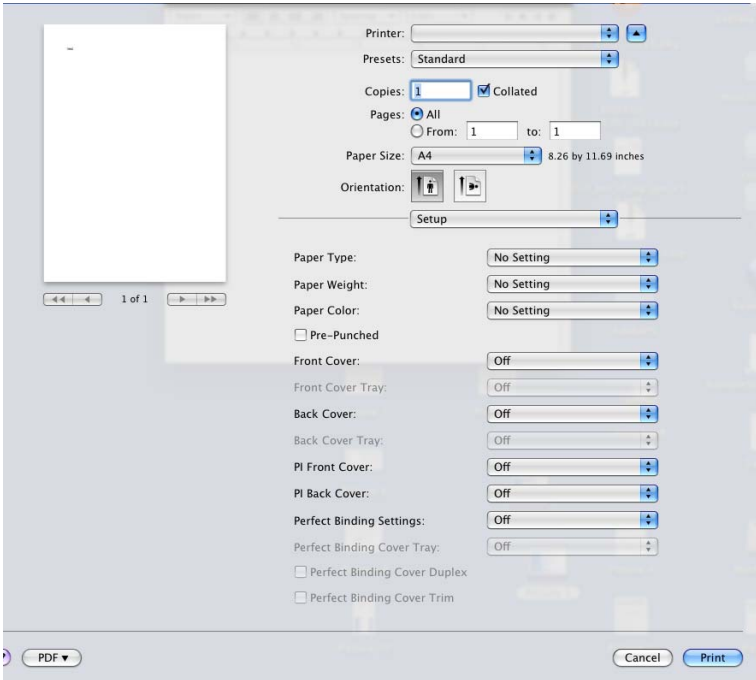 Printer:
Presets: Standard
Copies: 1 Collated
Pages: All
From: 1 to: 1
Paper Size: A4 8.26 by 11.69 inches
Orientation:
Setup
Paper Type: No Setting
Paper Weight: No Setting
1 of 1
Paper Color: No Setting
Pre-Punched
Front Cover: Off
Front Cover Tray: Off
Back Cover: Off
Back Cover Tray: Off
PI Front Cover: Off
PI Back Cover: Off
Perfect Binding Settings: Off
Perfect Binding Cover Tray: Off
Perfect Binding Cover Duplex
Perfect Binding Cover Trim
PDF ▼ Cancel Print